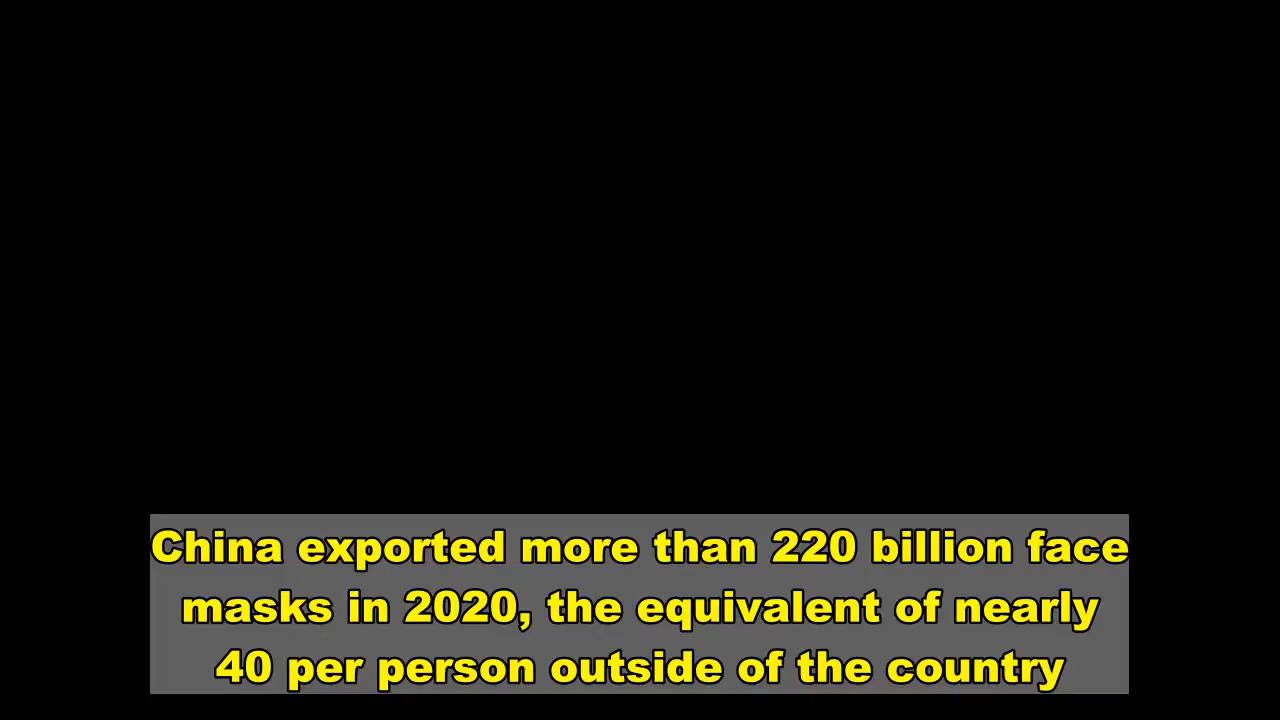 China exported more than 220 billion face
masks in 2020, the equivalent of nearly
40 per person outside of the country